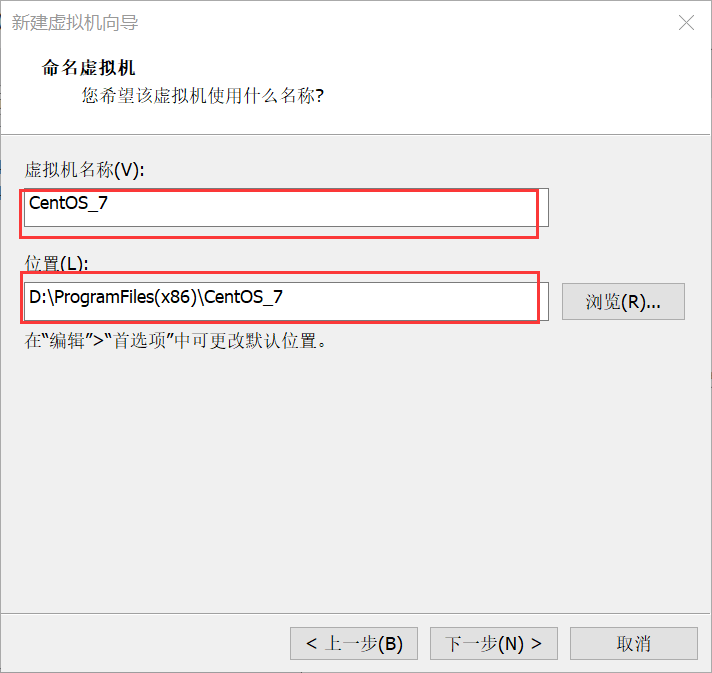 新建虚拟机向导
命名虚拟机
您希望该虚拟机使用什么名称?
虚拟机名称(V):
CentOS_7
位置(L):
D:\ProgramFiles(x86)\CentOS_7
浏览(R)...
在“编辑”>“首选项”中可更改默认位置。
< 上一步(B)
下一步(N) >
取消